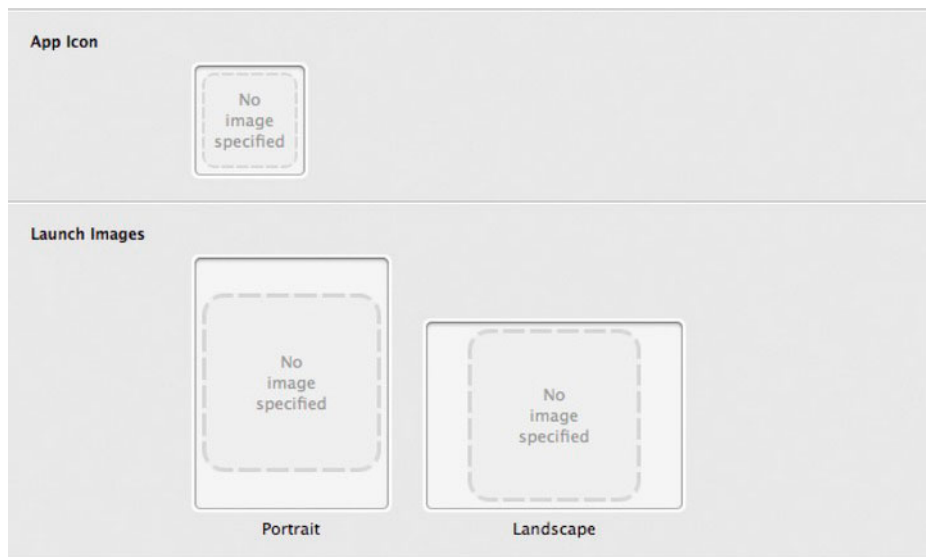 App Icon
No
image
specified
Launch Images
No
image
specified
No
image
specified
Portrait
Landscape